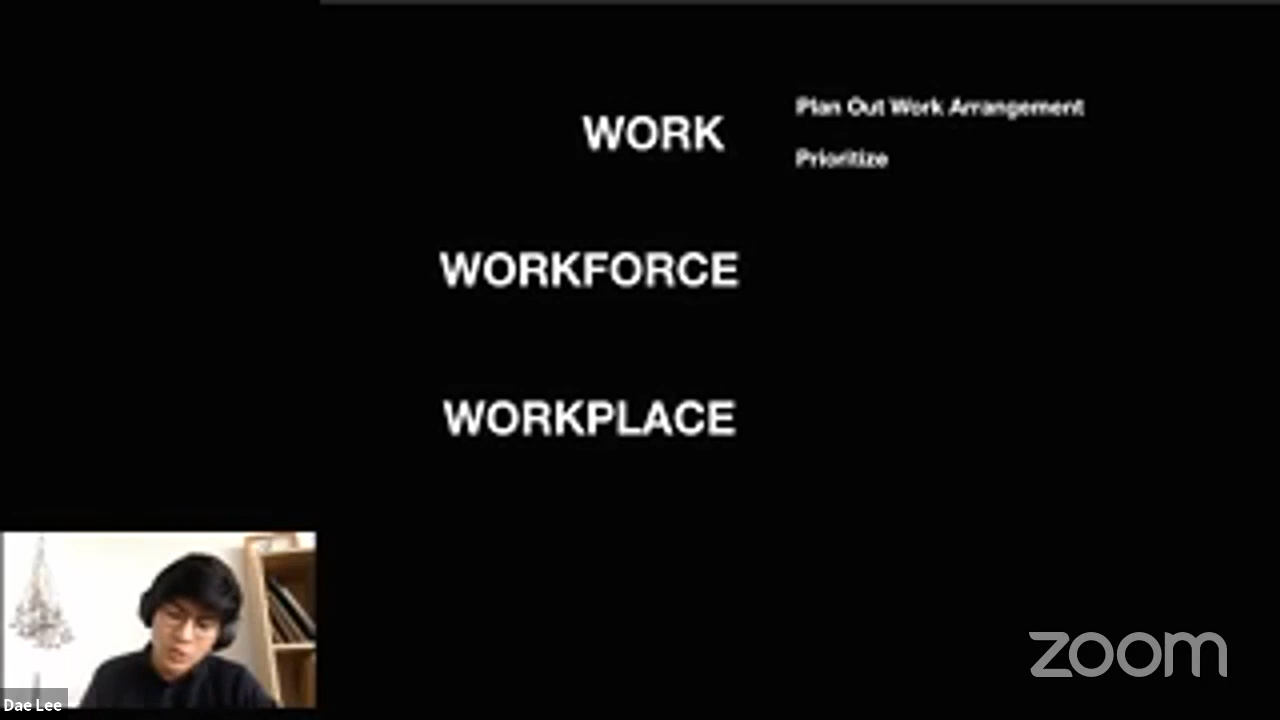 WORK
Plan Out Work Arrangement
Prioritize
WORKFORCE
WORKPLACE
Dae Lee
zoom